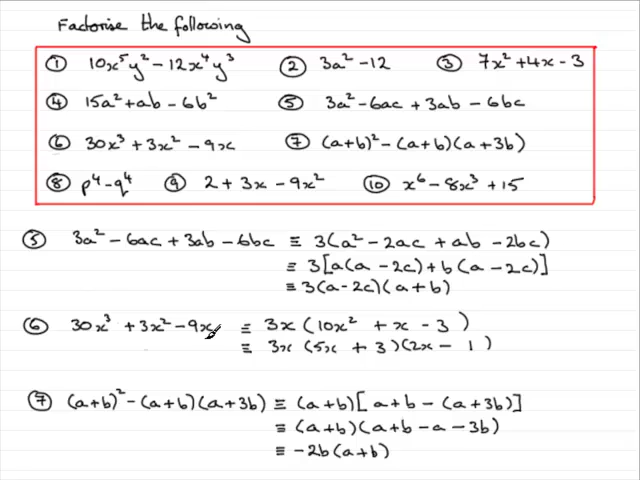 Factorise the following
① 10x⁵y² − 12x⁴y³ ② 3a² − 12 ③ 7x² + 4x − 3
④ 15a² + ab − 6b² ⑤ 3a² − 6ac + 3ab − 6bc
⑥ 30x³ + 3x² − 9x ⑦ (a+b)² − (a+b)(a+3b)
⑧ p⁴ − q⁴ ⑨ 2 + 3x − 9x² ⑩ x⁶ − 8x³ + 15
⑤ 3a² − 6ac + 3ab − 6bc ≡ 3(a² − 2ac + ab − 2bc)
≡ 3[a(a − 2c) + b(a − 2c)]
≡ 3(a − 2c)(a + b)
⑥ 30x³ + 3x² − 9x ≡ 3x(10x² + x − 3)
≡ 3x(5x + 3)(2x − 1)
⑦ (a+b)² − (a+b)(a+3b) ≡ (a+b)[a+b − (a+3b)]
≡ (a+b)(a+b − a − 3b)
≡ −2b(a+b)